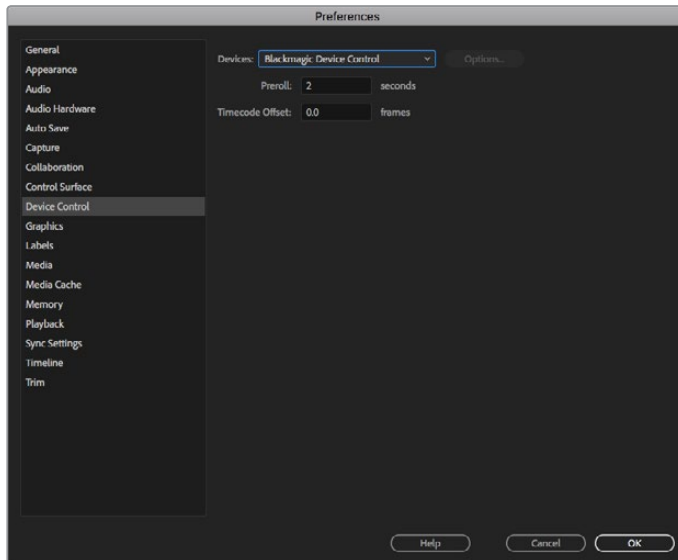 Preferences
General
Appearance
Audio
Audio Hardware
Auto Save
Capture
Collaboration
Control Surface
Device Control
Graphics
Labels
Media
Media Cache
Memory
Playback
Sync Settings
Timeline
Trim
Devices: Blackmagic Device Control Options...
Preroll: 2 seconds
Timecode Offset: 0.0 frames
Help Cancel OK